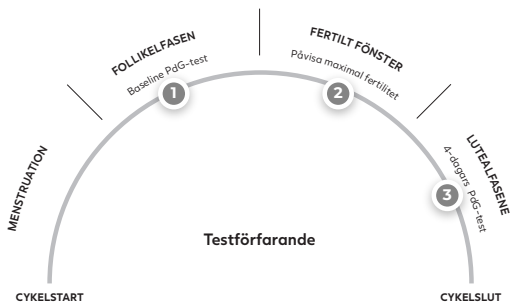 FOLLIKELFASEN
Baseline PdG-test
1
FERTILT FÖNSTER
Påvisa maximal fertilitet
2
MENSTRUATION
LUTEALFASENE
4-dagars PdG-test
3
Testförfarande
CYKELSTART
CYKELSLUT